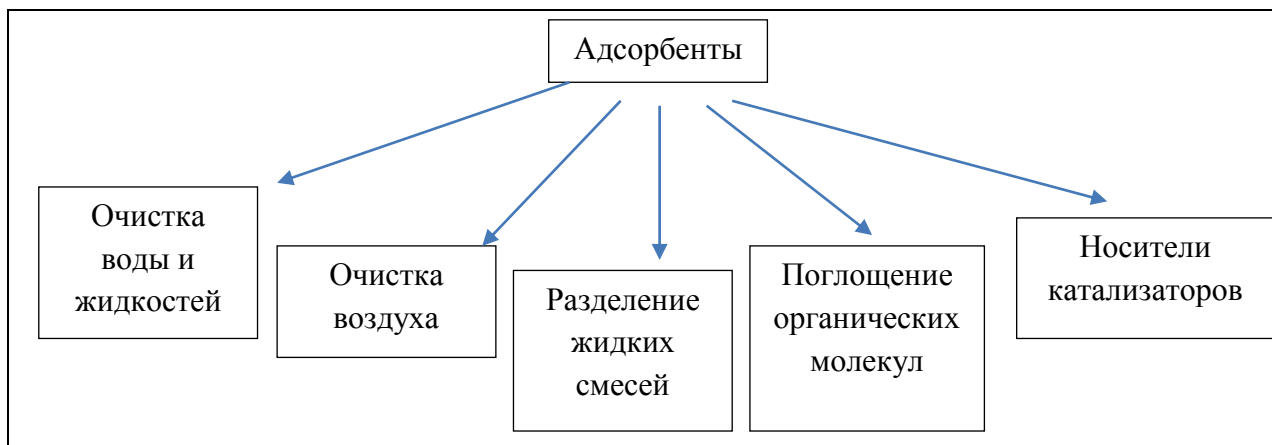 Адсорбенты
Очистка
воды и
жидкостей
Очистка
воздуха
Разделение
жидких
смесей
Поглощение
органических
молекул
Носители
катализаторов